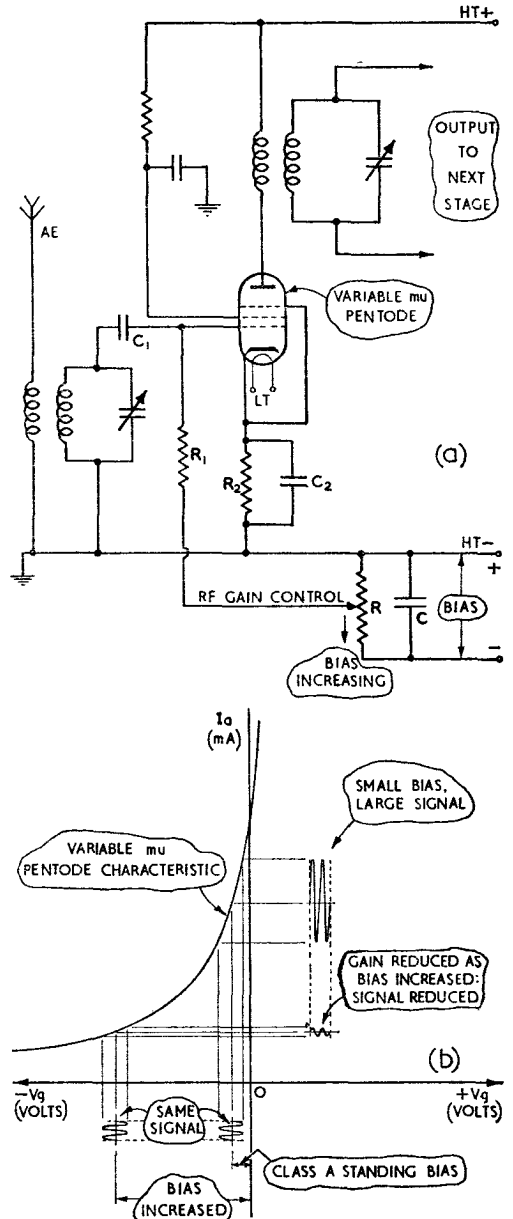 HT+
OUTPUT
TO
NEXT
STAGE
AE
VARIABLE mu
PENTODE
C1
LT
R1
R2
C2
(a)
HT-
+
RF GAIN CONTROL
R
C
BIAS
-
BIAS
INCREASING
Ia
(mA)
SMALL BIAS,
LARGE SIGNAL
VARIABLE mu
PENTODE CHARACTERISTIC
GAIN REDUCED AS
BIAS INCREASED:
SIGNAL REDUCED
(b)
-Vg
(VOLTS)
O
+Vg
(VOLTS)
SAME
SIGNAL
CLASS A STANDING BIAS
BIAS
INCREASED